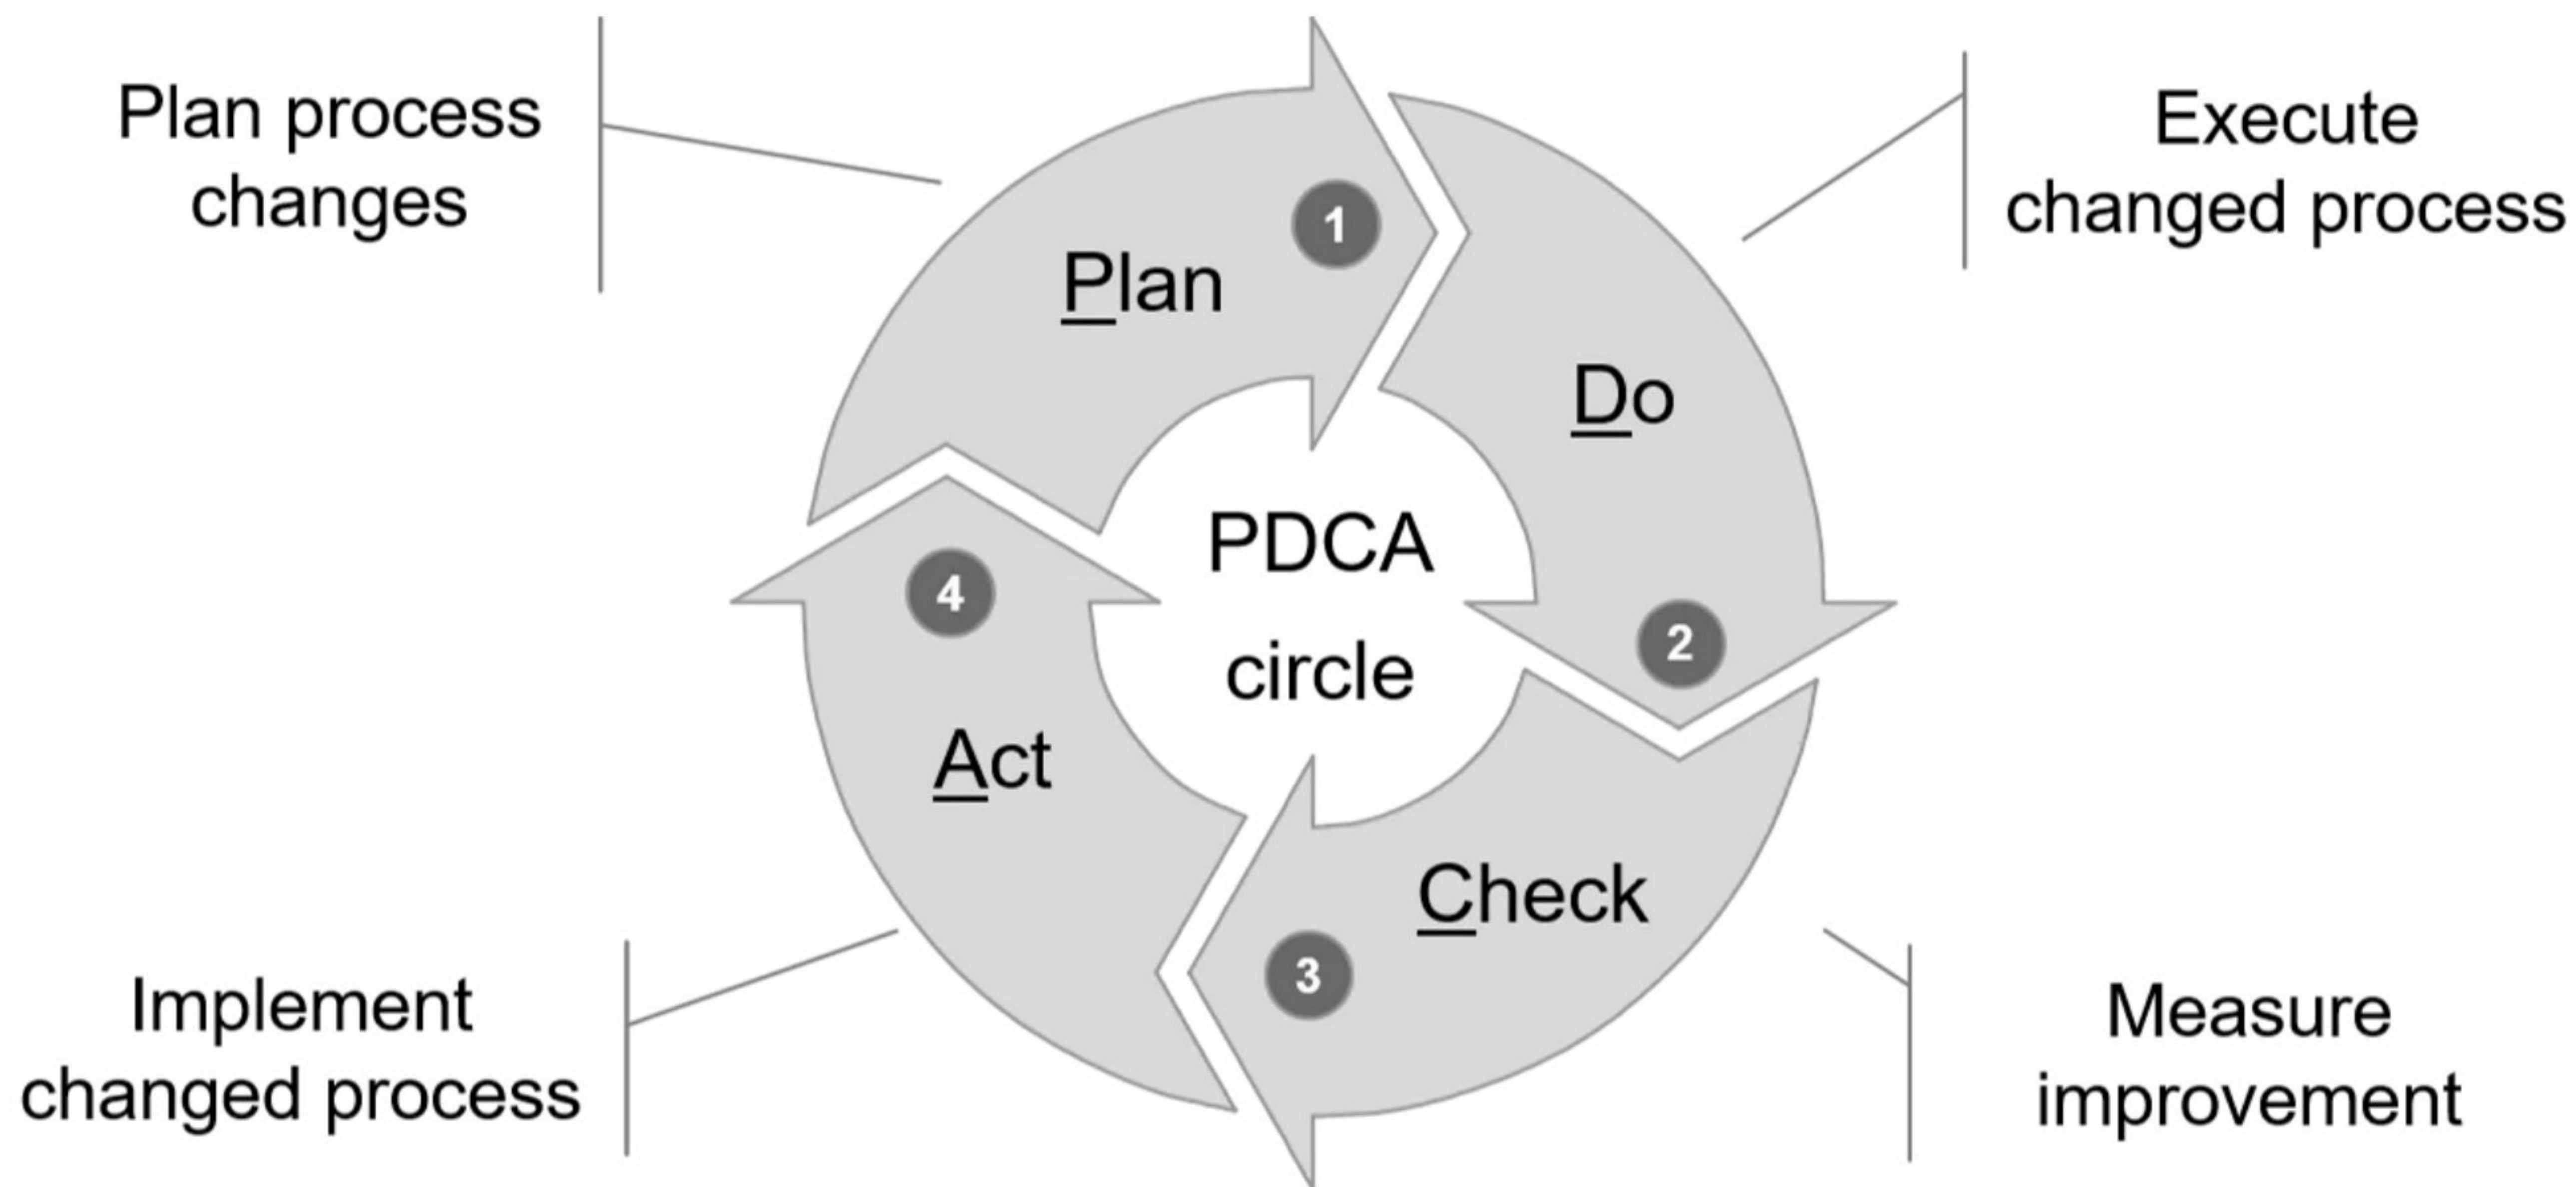 Plan process
changes
1
Plan
Execute
changed process
Do
2
PDCA
circle
4
Act
Check
3
Implement
changed process
Measure
improvement